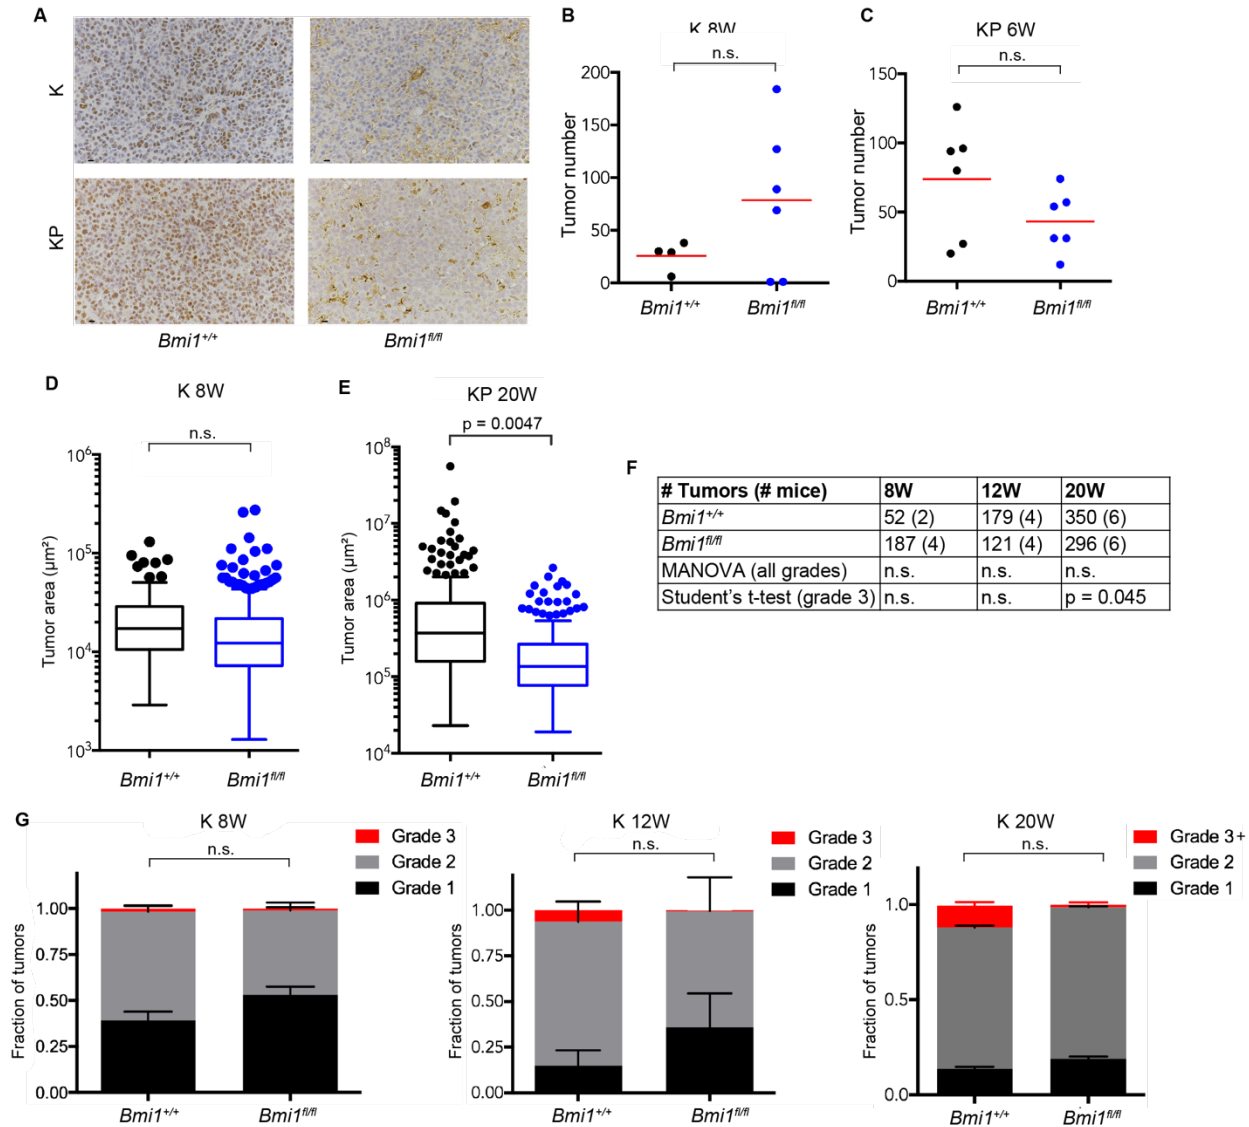 A
K
KP
Bmi1+/+
Bmi1fl/fl
B
K 8W
n.s.
Tumor number
200
150
100
50
0
Bmi1+/+
Bmi1fl/fl
C
KP 6W
n.s.
Tumor number
150
100
50
0
Bmi1+/+
Bmi1fl/fl
D
K 8W
n.s.
Tumor area (µm²)
10⁶
10⁵
10⁴
10³
Bmi1+/+
Bmi1fl/fl
E
KP 20W
p = 0.0047
Tumor area (µm²)
10⁸
10⁷
10⁶
10⁵
10⁴
Bmi1+/+
Bmi1fl/fl
F
# Tumors (# mice) 8W 12W 20W
Bmi1+/+ 52 (2) 179 (4) 350 (6)
Bmi1fl/fl 187 (4) 121 (4) 296 (6)
MANOVA (all grades) n.s. n.s. n.s.
Student's t-test (grade 3) n.s. n.s. p = 0.045
G
K 8W
n.s.
Grade 3
Grade 2
Grade 1
Fraction of tumors
1.00
0.75
0.50
0.25
0.00
Bmi1+/+
Bmi1fl/fl
K 12W
n.s.
Grade 3
Grade 2
Grade 1
Fraction of tumors
1.00
0.75
0.50
0.25
0.00
Bmi1+/+
Bmi1fl/fl
K 20W
n.s.
Grade 3+
Grade 2
Grade 1
Fraction of tumors
1.0
0.5
0.0
Bmi1+/+
Bmi1fl/fl